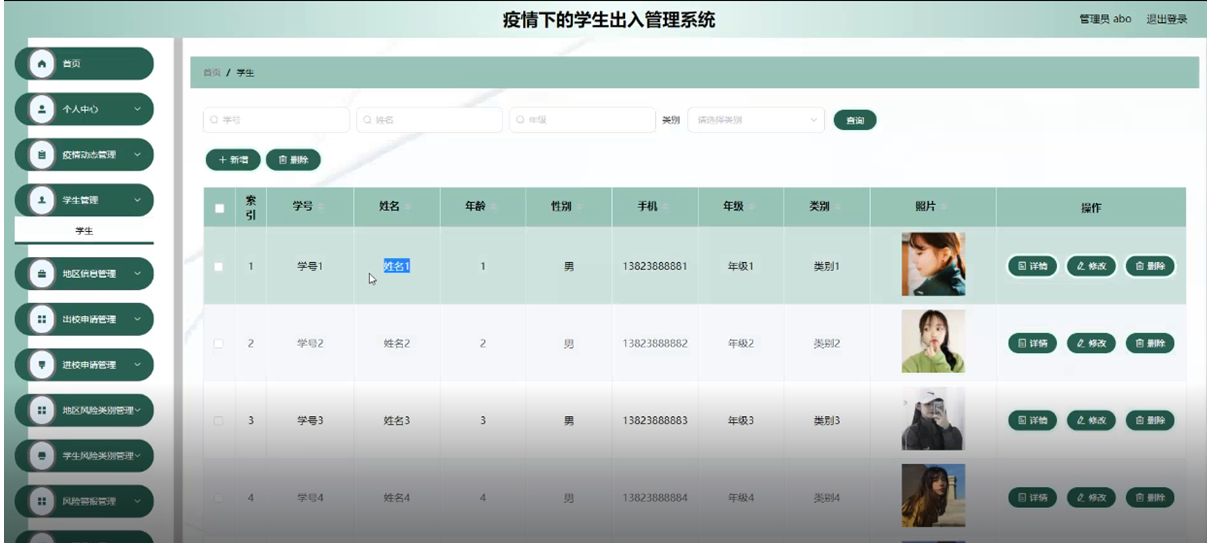 疫情下的学生出入管理系统
管理员 abo 退出登录
首页
个人中心
疫情动态管理
学生管理
学生
地区信息管理
出校申请管理
进校申请管理
地区风险类别管理
学生风险类别管理
风险警报管理
首页 / 学生
学号 姓名 年级 类别 请选择类别 查询
+ 新增 删除
索引 学号 姓名 年龄 性别 手机 年级 类别 照片 操作
1 学号1 姓名1 1 男 13823888881 年级1 类别1 详情 修改 删除
2 学号2 姓名2 2 男 13823888882 年级2 类别2 详情 修改 删除
3 学号3 姓名3 3 男 13823888883 年级3 类别3 详情 修改 删除
4 学号4 姓名4 4 男 13823888884 年级4 类别4 详情 修改 删除